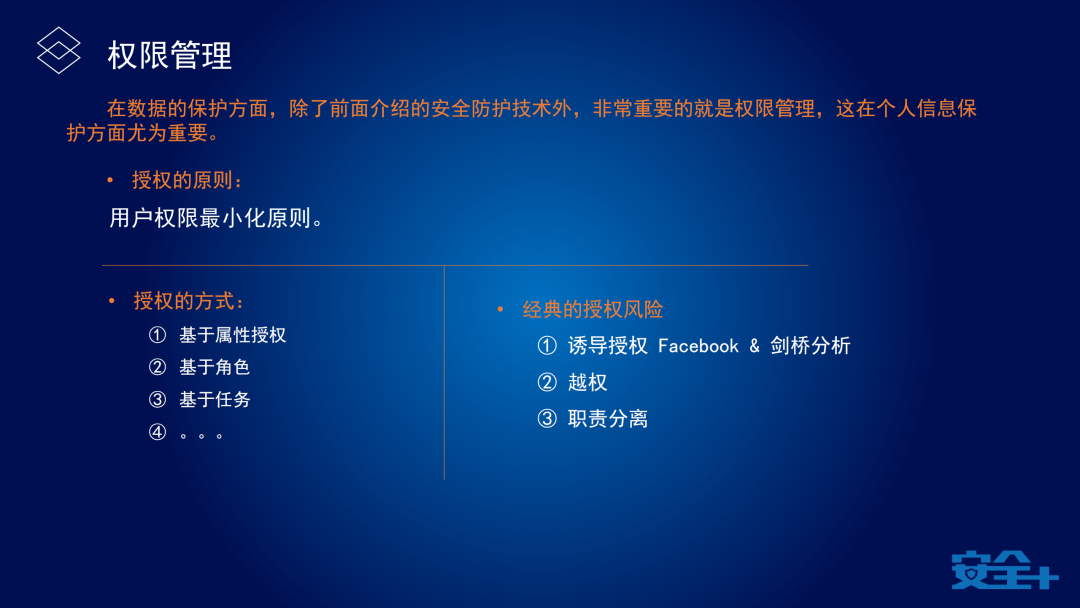 权限管理
在数据的保护方面，除了前面介绍的安全防护技术外，非常重要的就是权限管理，这在个人信息保
护方面尤为重要。
• 授权的原则：
用户权限最小化原则。
• 授权的方式：
① 基于属性授权
② 基于角色
③ 基于任务
④ 。。。
• 经典的授权风险
① 诱导授权 Facebook & 剑桥分析
② 越权
③ 职责分离
安全+